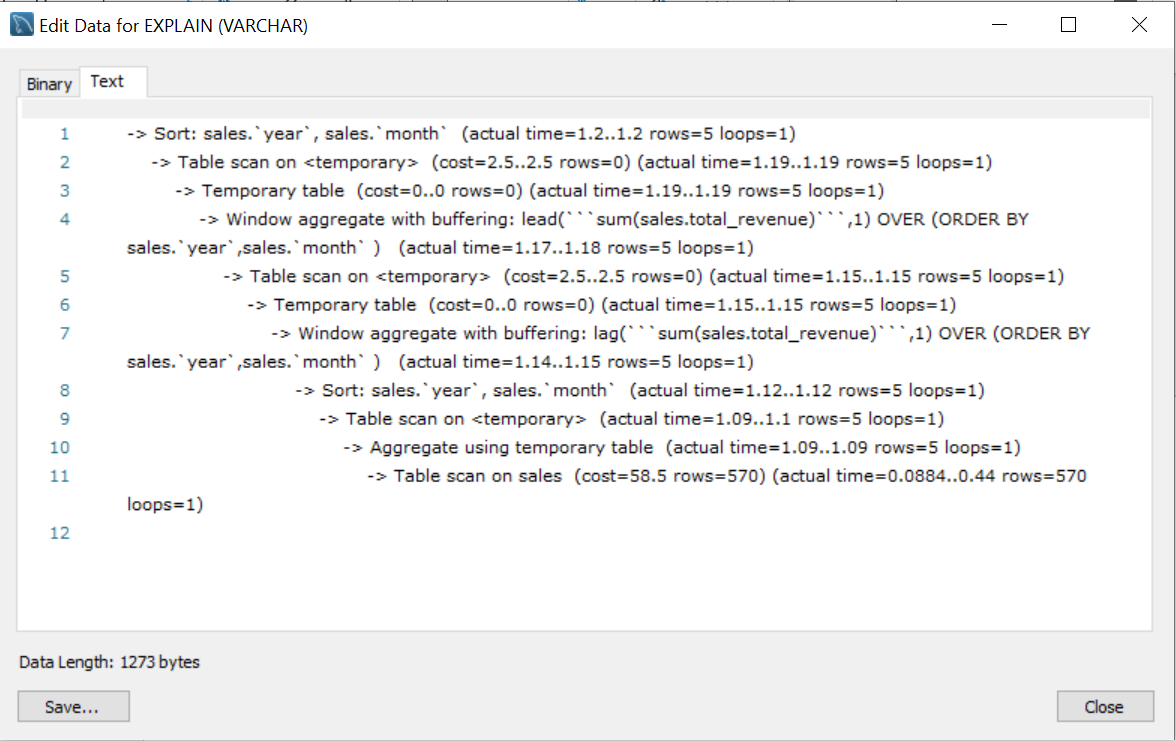 Edit Data for EXPLAIN (VARCHAR)
Binary
Text
1 -> Sort: sales.`year`, sales.`month`  (actual time=1.2..1.2 rows=5 loops=1)
2 -> Table scan on <temporary>  (cost=2.5..2.5 rows=0) (actual time=1.19..1.19 rows=5 loops=1)
3 -> Temporary table  (cost=0..0 rows=0) (actual time=1.19..1.19 rows=5 loops=1)
4 -> Window aggregate with buffering: lead(```sum(sales.total_revenue)```,1) OVER (ORDER BY
sales.`year`,sales.`month` )   (actual time=1.17..1.18 rows=5 loops=1)
5 -> Table scan on <temporary>  (cost=2.5..2.5 rows=0) (actual time=1.15..1.15 rows=5 loops=1)
6 -> Temporary table  (cost=0..0 rows=0) (actual time=1.15..1.15 rows=5 loops=1)
7 -> Window aggregate with buffering: lag(```sum(sales.total_revenue)```,1) OVER (ORDER BY
sales.`year`,sales.`month` )   (actual time=1.14..1.15 rows=5 loops=1)
8 -> Sort: sales.`year`, sales.`month`  (actual time=1.12..1.12 rows=5 loops=1)
9 -> Table scan on <temporary>  (actual time=1.09..1.1 rows=5 loops=1)
10 -> Aggregate using temporary table  (actual time=1.09..1.09 rows=5 loops=1)
11 -> Table scan on sales  (cost=58.5 rows=570) (actual time=0.0884..0.44 rows=570
loops=1)
12
Data Length: 1273 bytes
Save...
Close